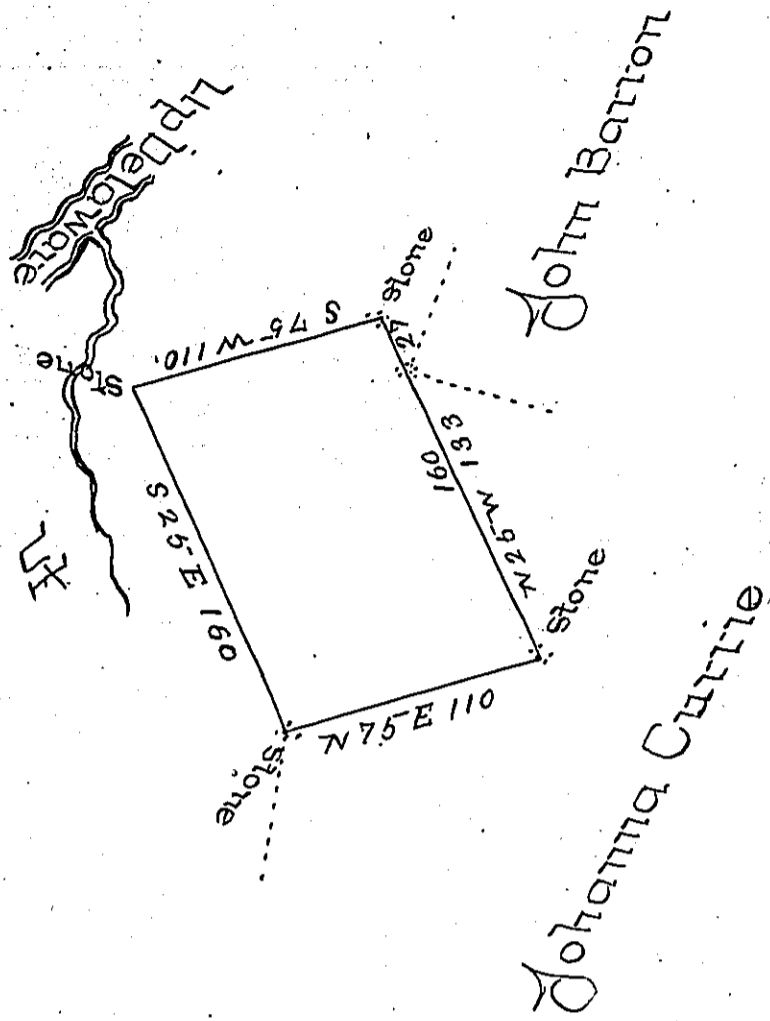 Up
Delaware
Stone
S 75 W 110
Stone
27
John Barron
S 25 E 160
133
160
N 25 W
Stone
Stone
N 75 E 110
Johanna Currie